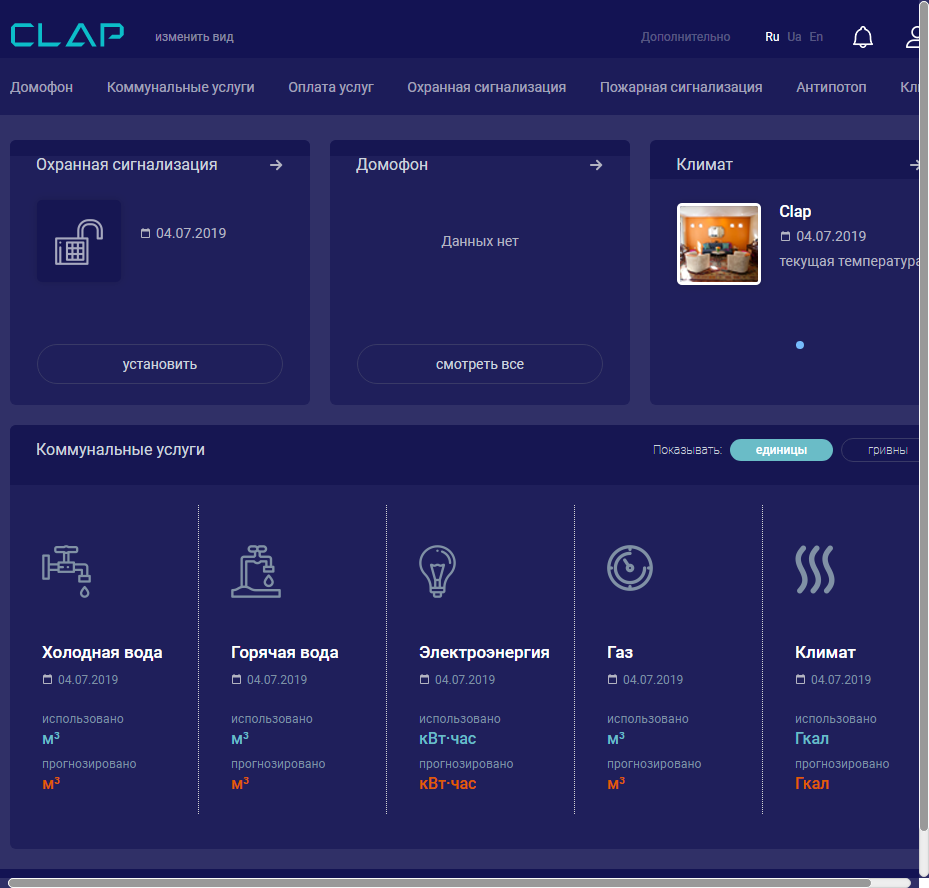 CLAP изменить вид Дополнительно Ru Ua En
Домофон Коммунальные услуги Оплата услуг Охранная сигнализация Пожарная сигнализация Антипотоп
Охранная сигнализация
04.07.2019
установить
Домофон
Данных нет
смотреть все
Климат
Clap
04.07.2019
текущая температура
Коммунальные услуги
Показывать: единицы гривны
Холодная вода
04.07.2019
использовано
м³
прогнозировано
м³
Горячая вода
04.07.2019
использовано
м³
прогнозировано
м³
Электроэнергия
04.07.2019
использовано
кВт·час
прогнозировано
кВт·час
Газ
04.07.2019
использовано
м³
прогнозировано
м³
Климат
04.07.2019
использовано
Гкал
прогнозировано
Гкал